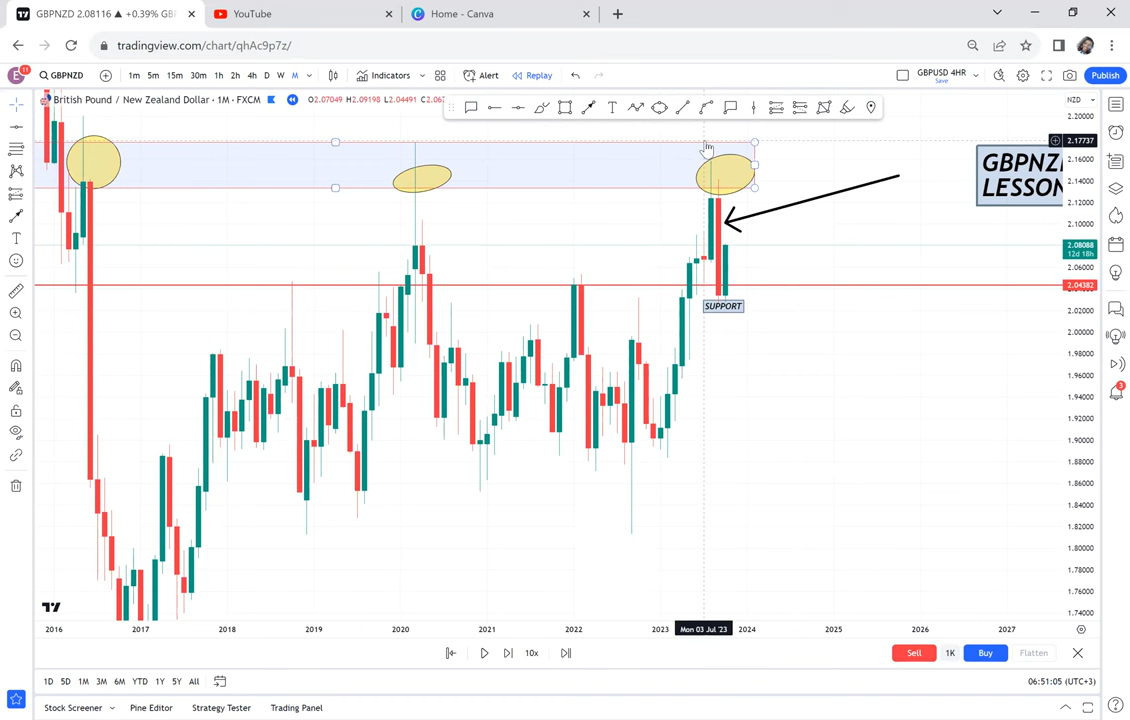 GBPNZD 2.08116 ▲ +0.39% GBP
YouTube
Home - Canva
tradingview.com/chart/qhAc9p7z/
E
11
GBPNZD
1m 5m 15m 30m 1h 2h 4h D W M
Indicators
Alert
Replay
GBPUSD 4HR
Save
Publish
British Pound / New Zealand Dollar · 1M · FXCM
O2.07049 H2.09198 L2.04491
NZD
2.20000
2.17737
2.16000
2.14000
2.12000
2.10000
2.08088
12d 18h
2.06000
2.04382
2.02000
2.00000
1.98000
1.96000
1.94000
1.92000
1.90000
1.88000
1.86000
1.84000
1.82000
1.80000
1.78000
1.76000
1.74000
GBPNZ
LESSON
SUPPORT
3
2016 2017 2018 2019 2020 2021 2022 2023 Mon 03 Jul '23 2024 2025 2026 2027
10x
Sell 1K Buy Flatten
1D 5D 1M 3M 6M YTD 1Y 5Y All
06:51:05 (UTC+3)
Stock Screener
Pine Editor
Strategy Tester
Trading Panel